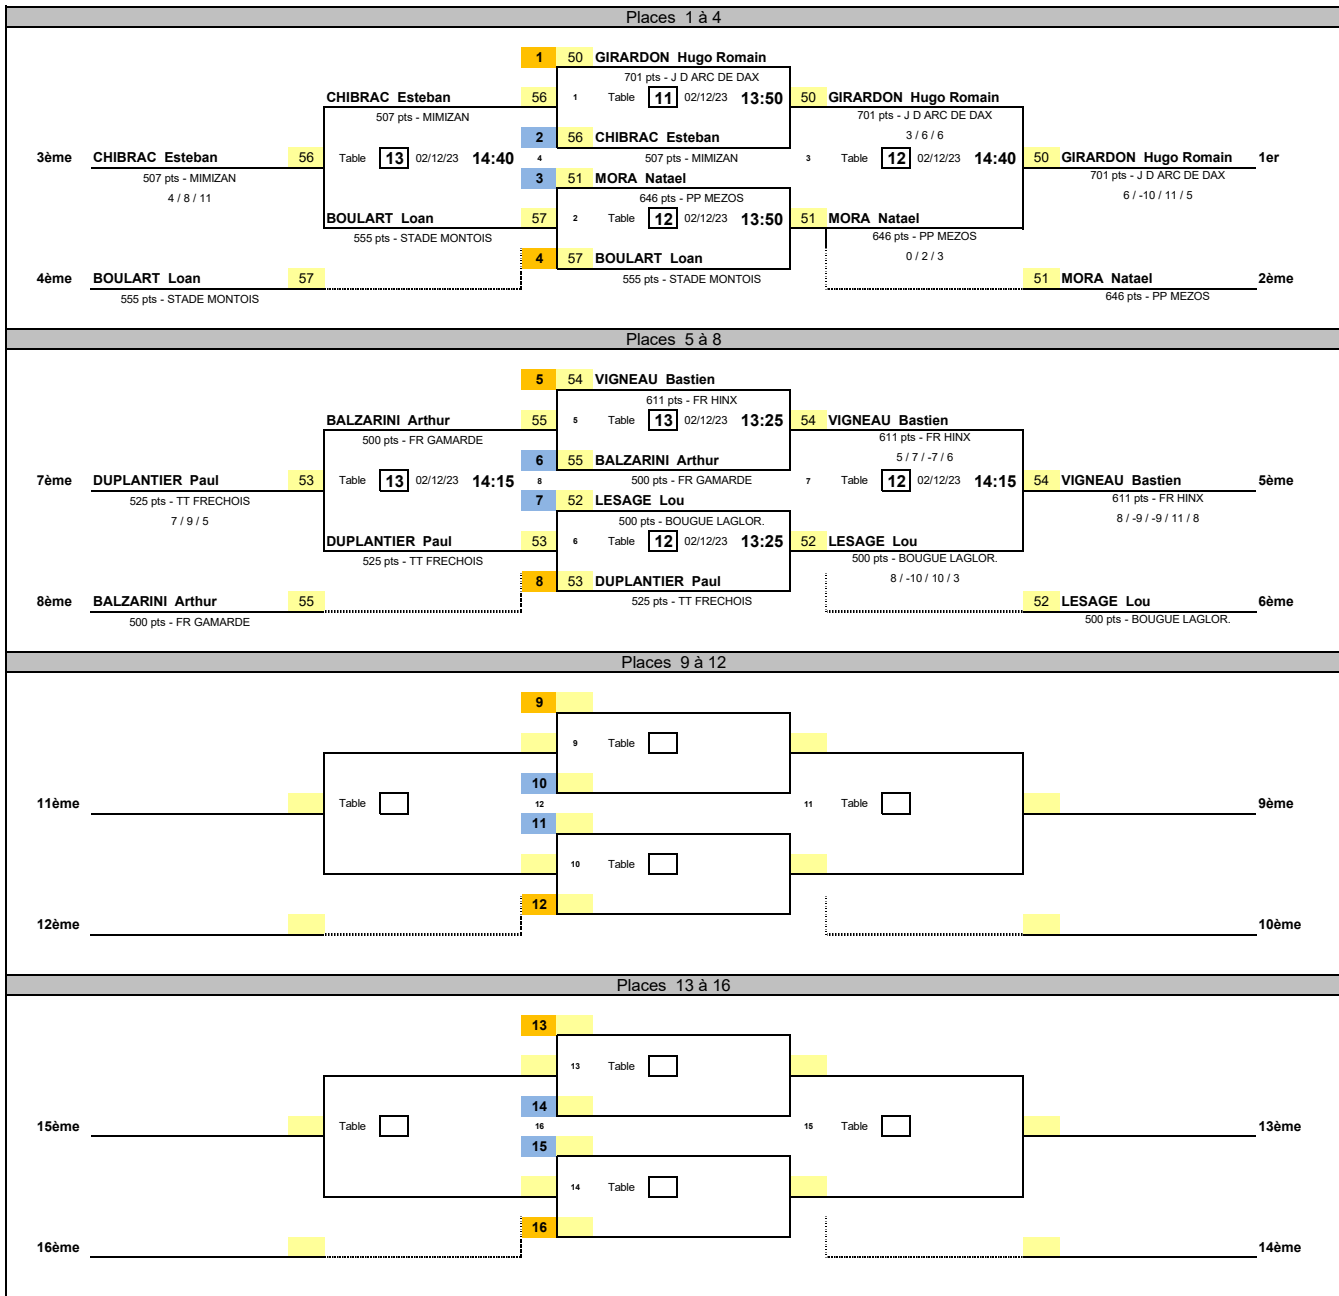 Places 1 à 4
1 50 GIRARDON Hugo Romain
701 pts - J D ARC DE DAX
CHIBRAC Esteban 56 1 Table 11 02/12/23 13:50 50 GIRARDON Hugo Romain
507 pts - MIMIZAN 701 pts - J D ARC DE DAX
2 56 CHIBRAC Esteban 3 / 6 / 6
3ème CHIBRAC Esteban 56 Table 13 02/12/23 14:40 4 507 pts - MIMIZAN 3 Table 12 02/12/23 14:40 50 GIRARDON Hugo Romain 1er
507 pts - MIMIZAN 3 51 MORA Natael 701 pts - J D ARC DE DAX
4 / 8 / 11 646 pts - PP MEZOS 6 / -10 / 11 / 5
BOULART Loan 57 2 Table 12 02/12/23 13:50 51 MORA Natael
555 pts - STADE MONTOIS 646 pts - PP MEZOS
4 57 BOULART Loan 0 / 2 / 3
4ème BOULART Loan 57 555 pts - STADE MONTOIS 51 MORA Natael 2ème
555 pts - STADE MONTOIS 646 pts - PP MEZOS
Places 5 à 8
5 54 VIGNEAU Bastien
611 pts - FR HINX
BALZARINI Arthur 55 5 Table 13 02/12/23 13:25 54 VIGNEAU Bastien
500 pts - FR GAMARDE 611 pts - FR HINX
6 55 BALZARINI Arthur 5 / 7 / -7 / 6
7ème DUPLANTIER Paul 53 Table 13 02/12/23 14:15 8 500 pts - FR GAMARDE 7 Table 12 02/12/23 14:15 54 VIGNEAU Bastien 5ème
525 pts - TT FRECHOIS 7 52 LESAGE Lou 611 pts - FR HINX
7 / 9 / 5 500 pts - BOUGUE LAGLOR. 8 / -9 / -9 / 11 / 8
DUPLANTIER Paul 53 6 Table 12 02/12/23 13:25 52 LESAGE Lou
525 pts - TT FRECHOIS 500 pts - BOUGUE LAGLOR.
8 53 DUPLANTIER Paul 8 / -10 / 10 / 3
8ème BALZARINI Arthur 55 525 pts - TT FRECHOIS 52 LESAGE Lou 6ème
500 pts - FR GAMARDE 500 pts - BOUGUE LAGLOR.
Places 9 à 12
9
9 Table
10
11ème Table 12 11 Table 9ème
11
10 Table
12
12ème 10ème
Places 13 à 16
13
13 Table
14
15ème Table 16 15 Table 13ème
15
14 Table
16
16ème 14ème